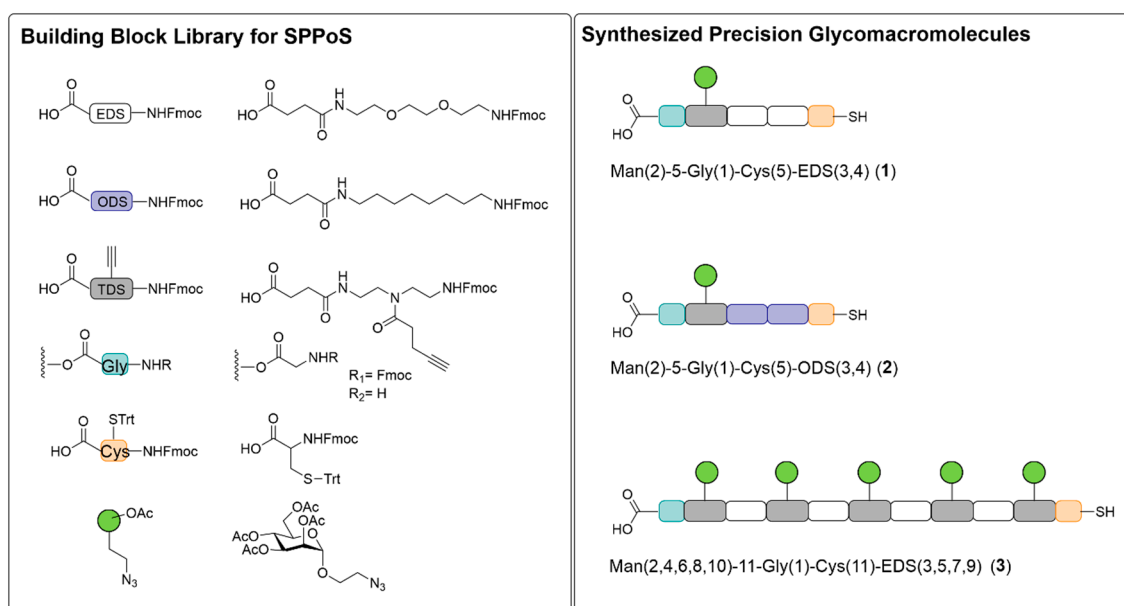 Building Block Library for SPPoS
O
HO
EDS
NHFmoc
O
HO
O
H
N
O
O
NHFmoc
O
HO
ODS
NHFmoc
O
HO
O
H
N
NHFmoc
O
HO
TDS
NHFmoc
O
HO
O
H
N
N
NHFmoc
O
O
O
Gly
NHR
O
O
NHR
R1= Fmoc
R2= H
O
HO
STrt
Cys
NHFmoc
O
HO
NHFmoc
S–Trt
OAc
N3
OAc
AcO
OAc
O
AcO
O
N3
Synthesized Precision Glycomacromolecules
O
HO
SH
Man(2)-5-Gly(1)-Cys(5)-EDS(3,4) (1)
O
HO
SH
Man(2)-5-Gly(1)-Cys(5)-ODS(3,4) (2)
O
HO
SH
Man(2,4,6,8,10)-11-Gly(1)-Cys(11)-EDS(3,5,7,9) (3)